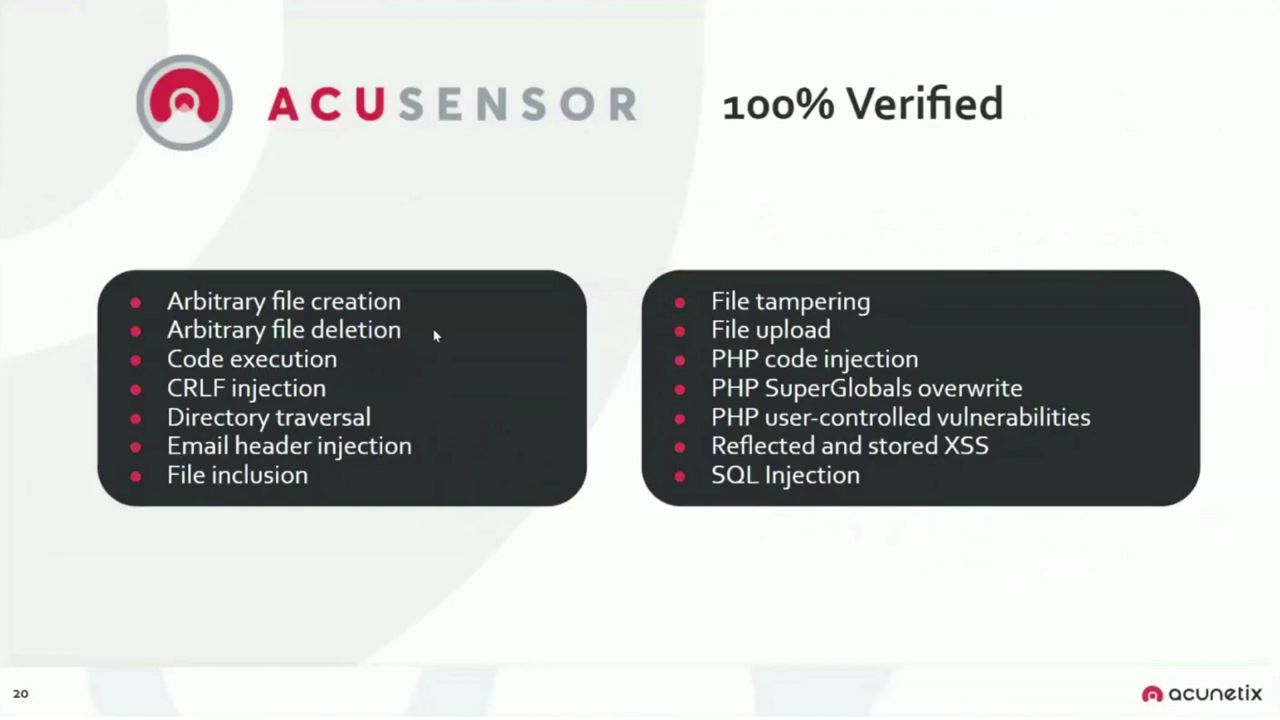 ACUSENSOR 100% Verified
Arbitrary file creation
Arbitrary file deletion
Code execution
CRLF injection
Directory traversal
Email header injection
File inclusion
File tampering
File upload
PHP code injection
PHP SuperGlobals overwrite
PHP user-controlled vulnerabilities
Reflected and stored XSS
SQL Injection
20
acunetix